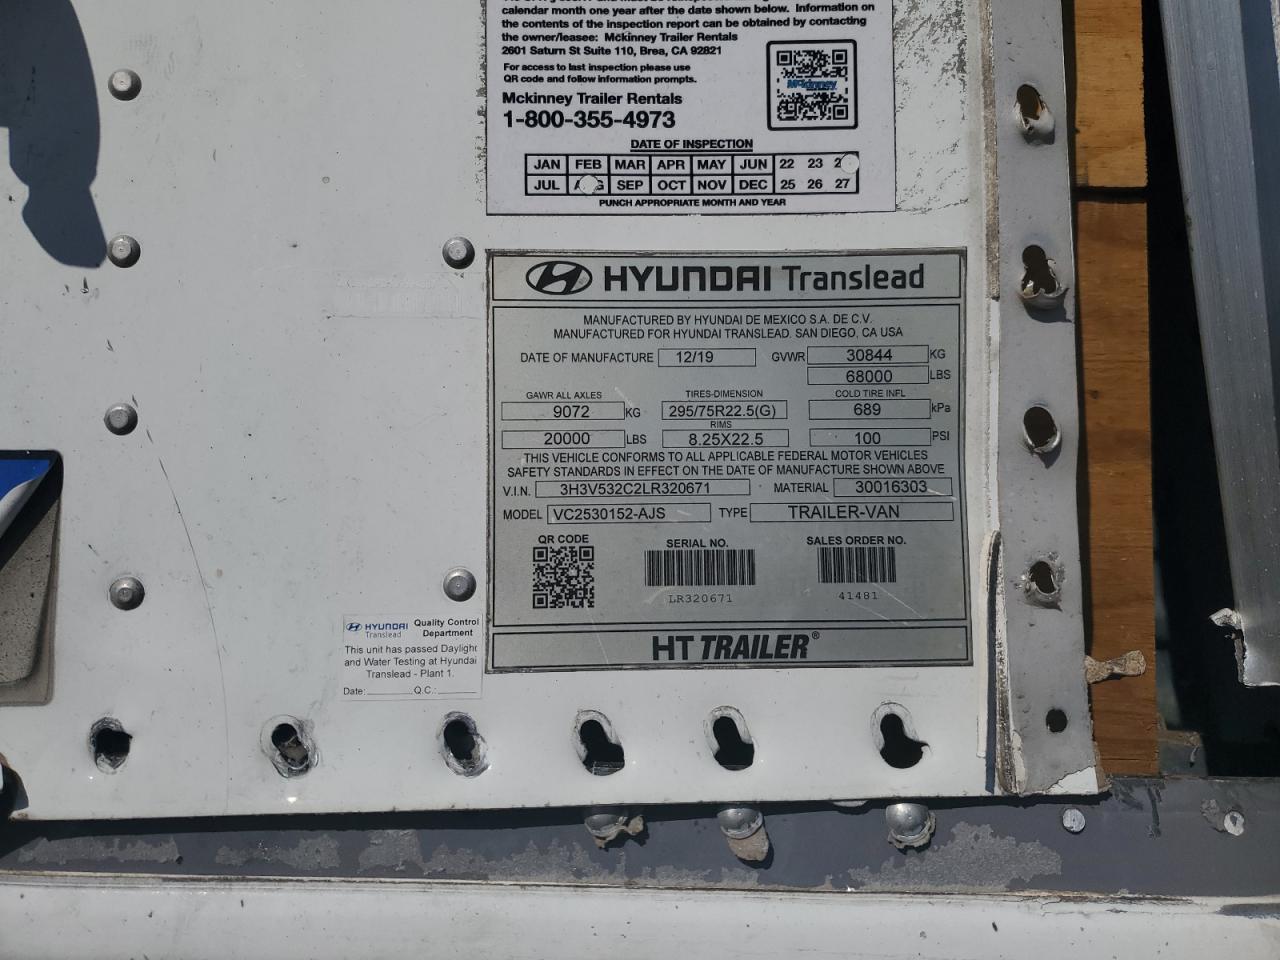 calendar month one year after the date shown below. Information on
the contents of the inspection report can be obtained by contacting
the owner/leasee: Mckinney Trailer Rentals
2601 Saturn St Suite 110, Brea, CA 92821
For access to last inspection please use
QR code and follow information prompts.
Mckinney
Mckinney Trailer Rentals
1-800-355-4973
DATE OF INSPECTION
JAN FEB MAR APR MAY JUN 22 23
JUL SEP OCT NOV DEC 25 26 27
PUNCH APPROPRIATE MONTH AND YEAR
HYUNDAI Translead
MANUFACTURED BY HYUNDAI DE MEXICO S.A. DE C.V.
MANUFACTURED FOR HYUNDAI TRANSLEAD. SAN DIEGO, CA USA
DATE OF MANUFACTURE 12/19 GVWR 30844 KG
68000 LBS
GAWR ALL AXLES TIRES-DIMENSION COLD TIRE INFL
9072 KG 295/75R22.5(G) 689 kPa
RIMS
20000 LBS 8.25X22.5 100 PSI
THIS VEHICLE CONFORMS TO ALL APPLICABLE FEDERAL MOTOR VEHICLES
SAFETY STANDARDS IN EFFECT ON THE DATE OF MANUFACTURE SHOWN ABOVE
V.I.N. 3H3V532C2LR320671 MATERIAL 30016303
MODEL VC2530152-AJS TYPE TRAILER-VAN
QR CODE SERIAL NO. SALES ORDER NO.
LR320671 41481
HT TRAILER®
HYUNDAI Translead Quality Control
Department
This unit has passed Daylight
and Water Testing at Hyundai
Translead - Plant 1.
Date:________ Q.C.:________